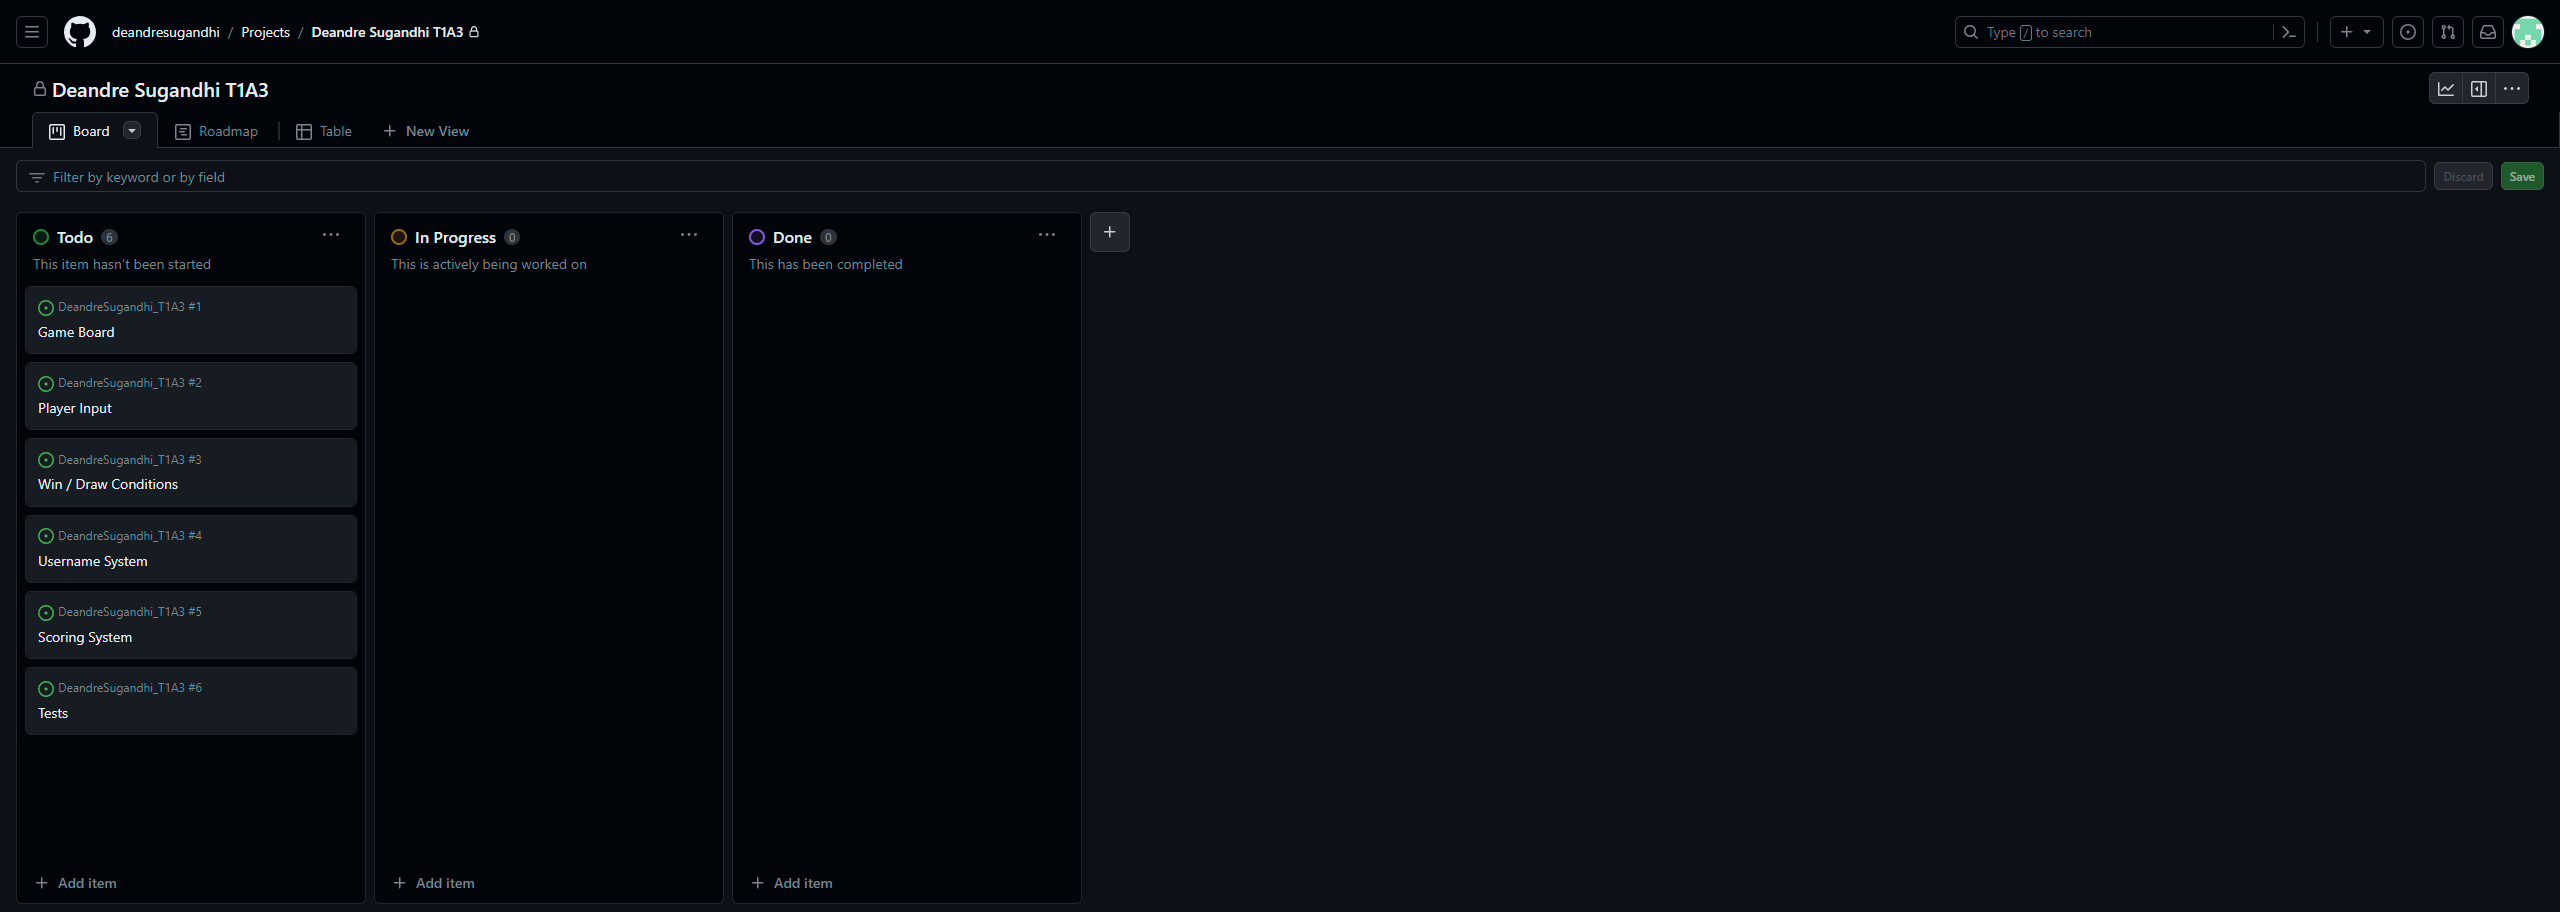 deandresugandhi / Projects / Deandre Sugandhi T1A3
Type / to search
Deandre Sugandhi T1A3
Board
Roadmap
Table
New View
Filter by keyword or by field
Discard
Save
Todo 6
This item hasn't been started
DeandreSugandhi_T1A3 #1
Game Board
DeandreSugandhi_T1A3 #2
Player Input
DeandreSugandhi_T1A3 #3
Win / Draw Conditions
DeandreSugandhi_T1A3 #4
Username System
DeandreSugandhi_T1A3 #5
Scoring System
DeandreSugandhi_T1A3 #6
Tests
Add item
In Progress 0
This is actively being worked on
Add item
Done 0
This has been completed
Add item